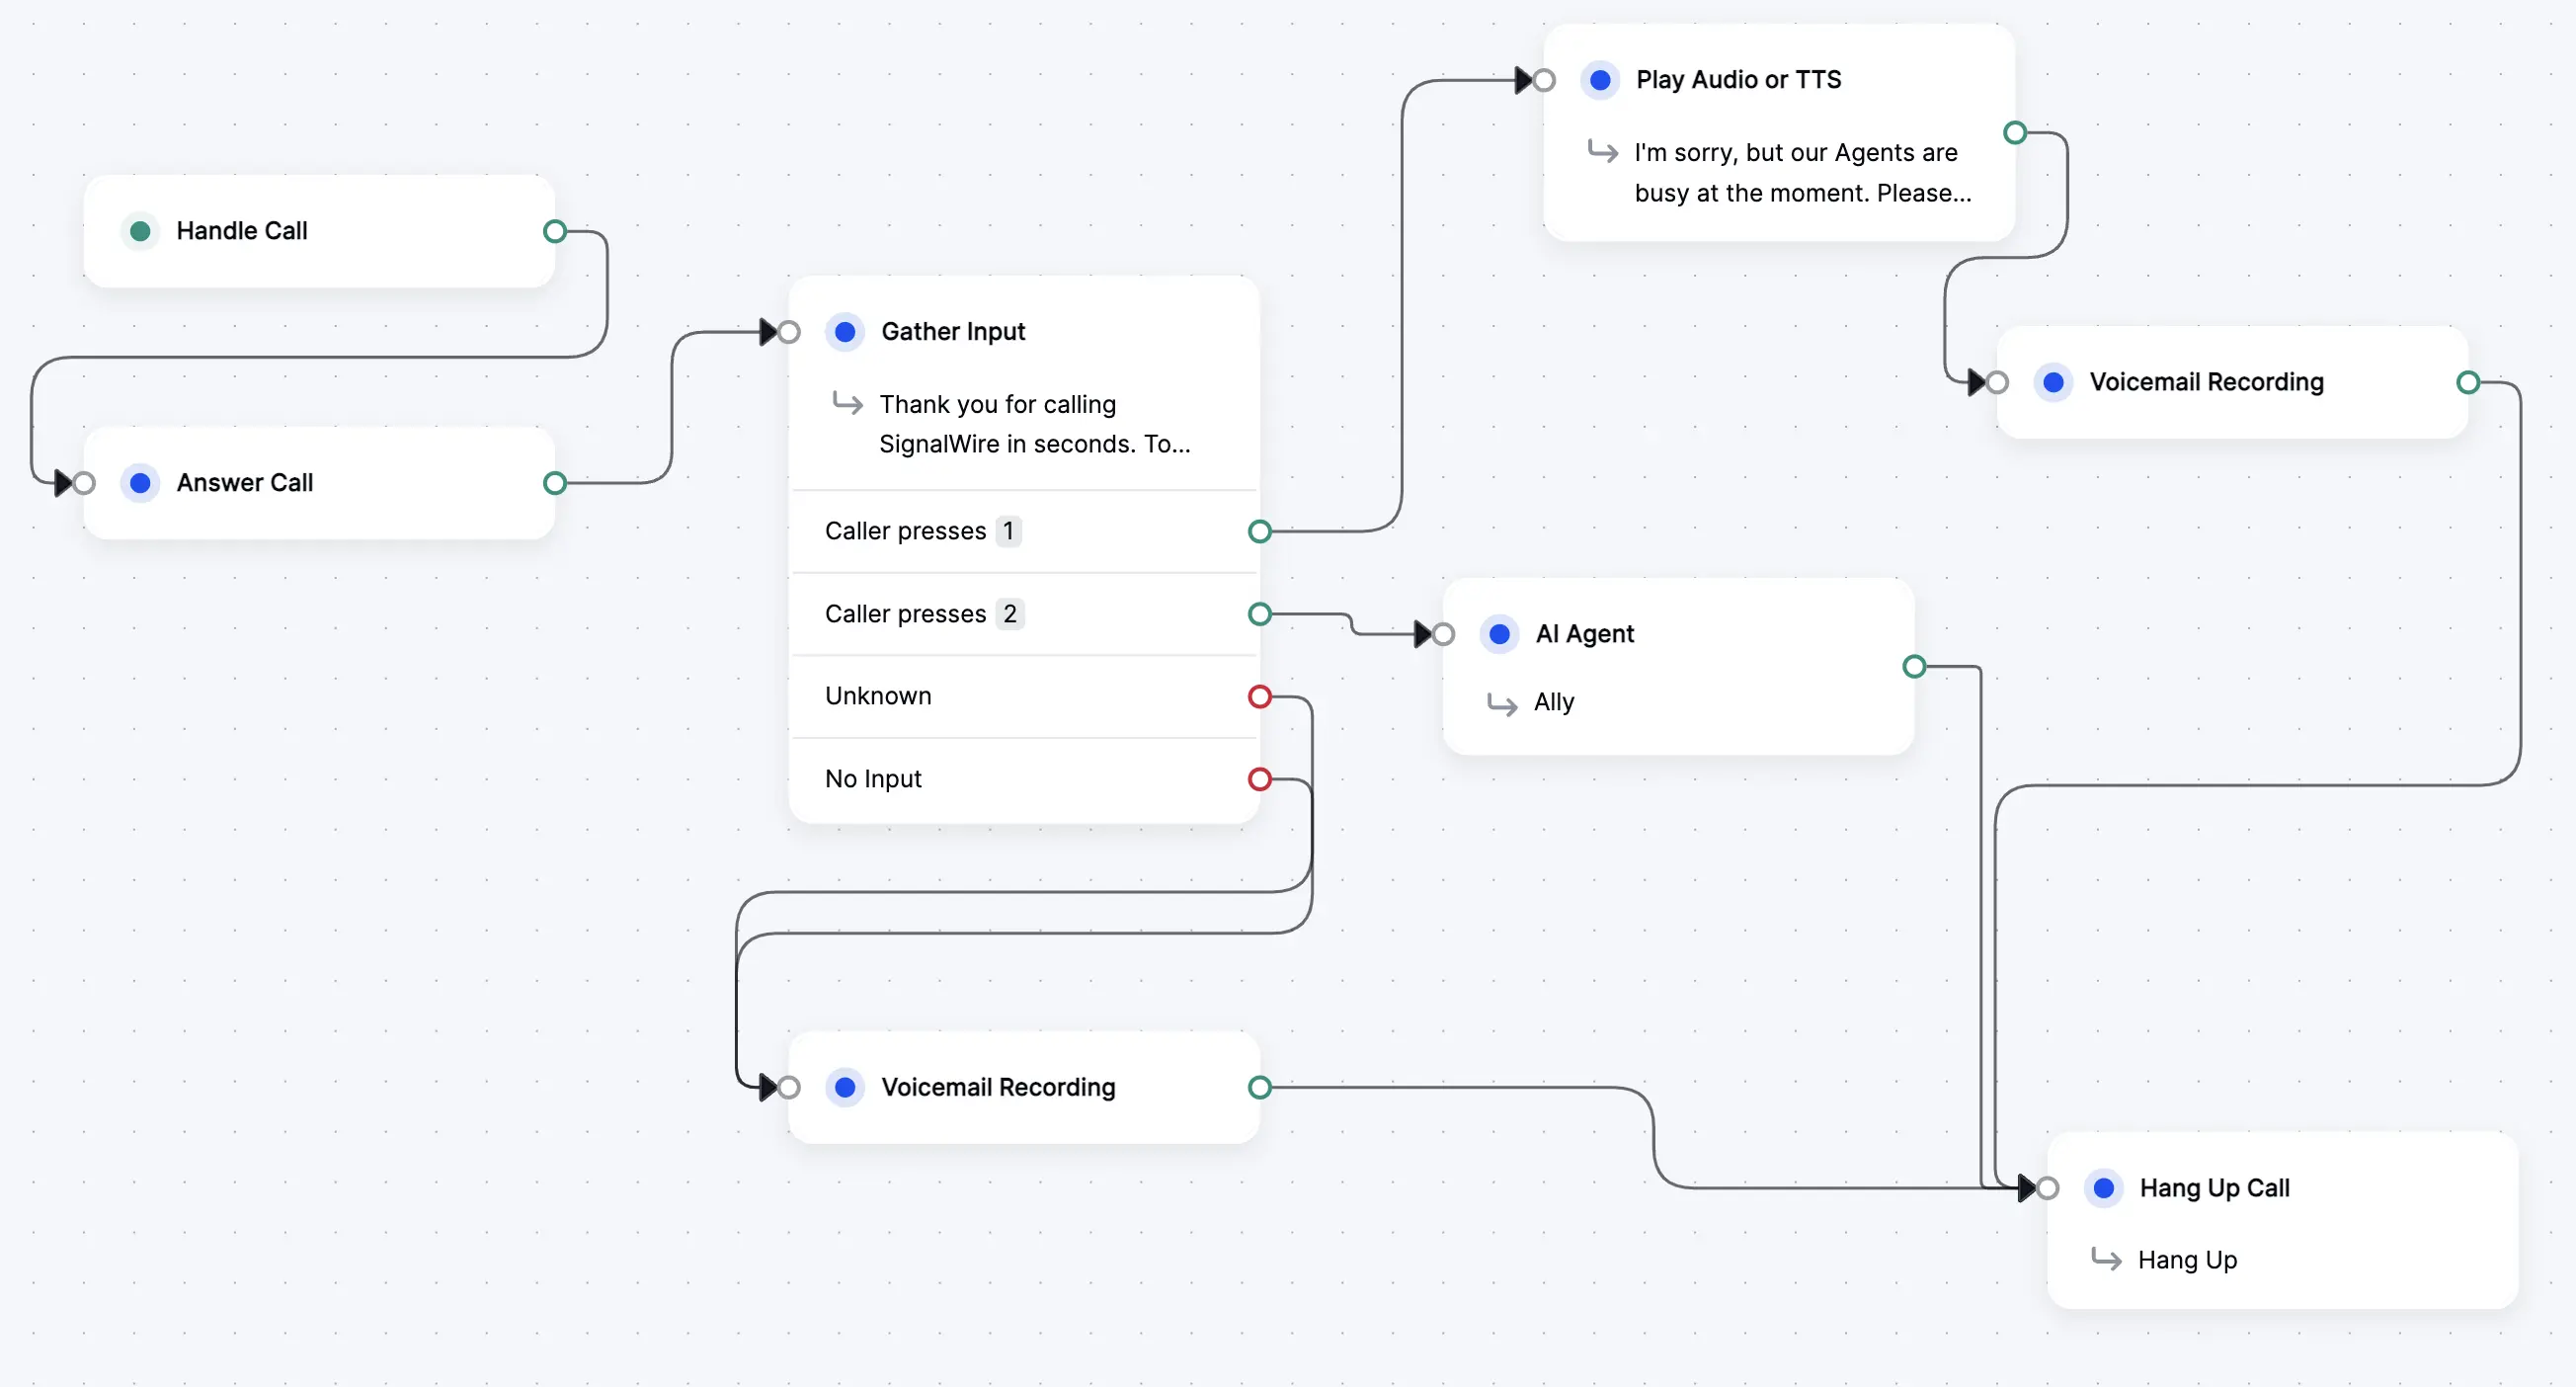 Handle Call
Answer Call
Gather Input
Thank you for calling
SignalWire in seconds. To...
Caller presses 1
Caller presses 2
Unknown
No Input
Play Audio or TTS
I'm sorry, but our Agents are
busy at the moment. Please...
Voicemail Recording
AI Agent
Ally
Voicemail Recording
Hang Up Call
Hang Up